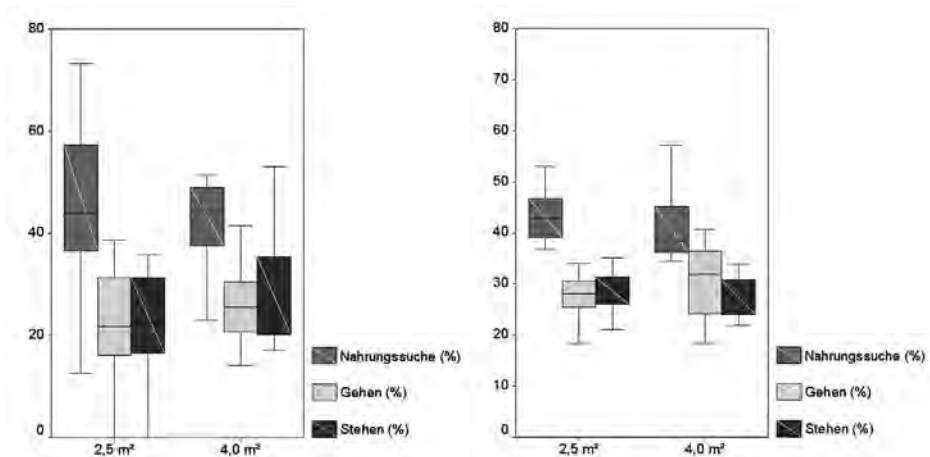 80
60
40
20
0
2,5 m²
4,0 m²
Nahrungssuche (%)
Gehen (%)
Stehen (%)
80
70
60
50
40
30
20
10
0
2,5 m²
4,0 m²
Nahrungssuche (%)
Gehen (%)
Stehen (%)